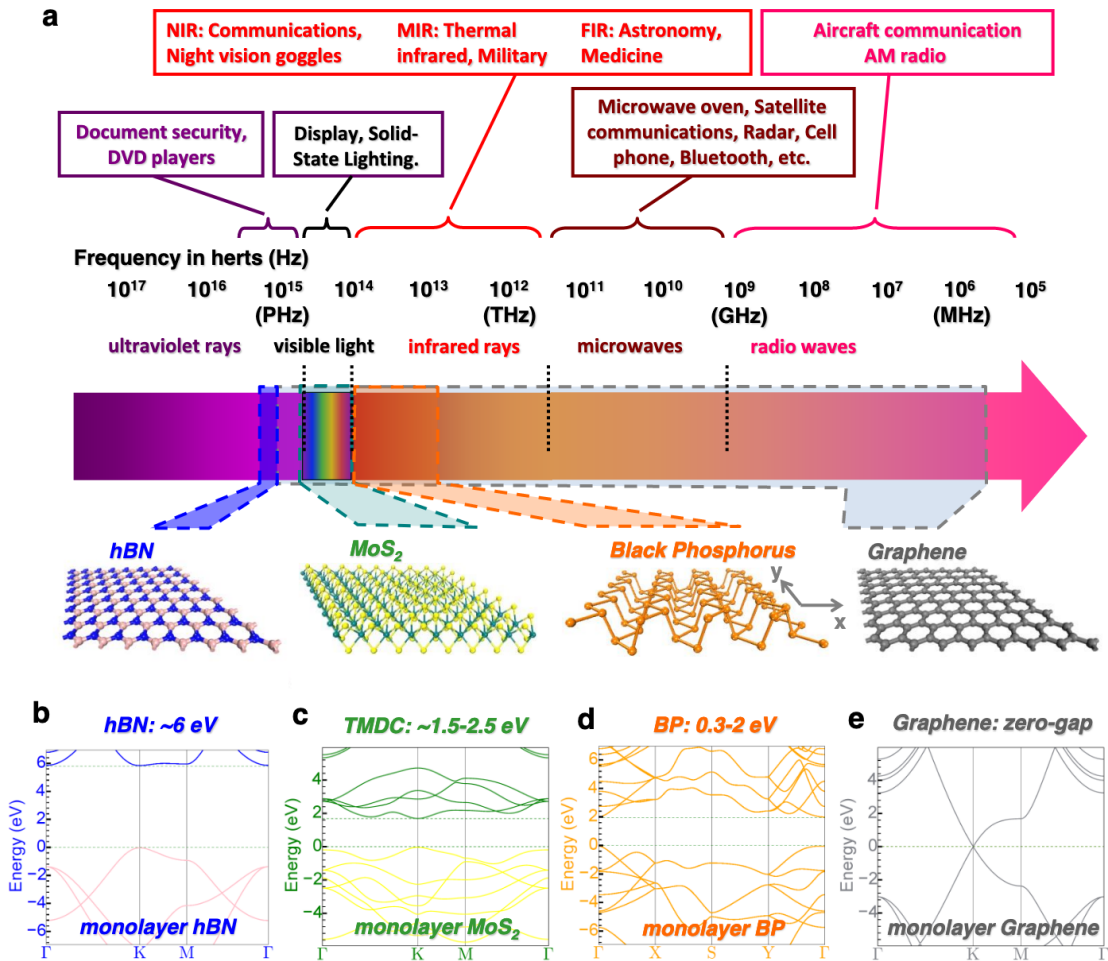 a
NIR: Communications,
Night vision goggles
MIR: Thermal
infrared, Military
FIR: Astronomy,
Medicine
Aircraft communication
AM radio
Document security,
DVD players
Display, Solid-
State Lighting.
Microwave oven, Satellite
communications, Radar, Cell
phone, Bluetooth, etc.
Frequency in herts (Hz)
10¹⁷ 10¹⁶ 10¹⁵ 10¹⁴ 10¹³ 10¹² 10¹¹ 10¹⁰ 10⁹ 10⁸ 10⁷ 10⁶ 10⁵
(PHz) (THz) (GHz) (MHz)
ultraviolet rays visible light infrared rays microwaves radio waves
hBN
MoS₂
Black Phosphorus
y
x
Graphene
b
hBN: ~6 eV
Energy (eV)
6
4
2
0
−2
−4
−6
monolayer hBN
Γ K M Γ
c
TMDC: ~1.5-2.5 eV
Energy (eV)
4
2
0
−2
−4
monolayer MoS₂
Γ K M Γ
d
BP: 0.3-2 eV
Energy (eV)
6
4
2
0
−2
−4
−6
monolayer BP
Γ X S Y Γ
e
Graphene: zero-gap
Energy (eV)
4
2
0
−2
−4
monolayer Graphene
Γ K M Γ